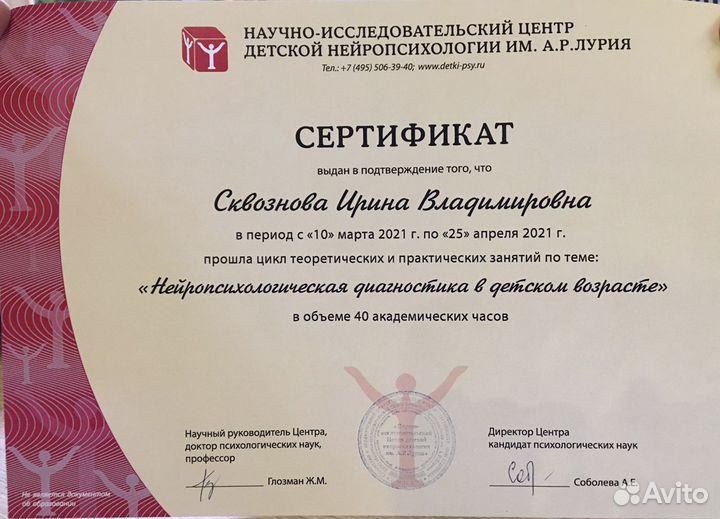 НАУЧНО-ИССЛЕДОВАТЕЛЬСКИЙ ЦЕНТР
ДЕТСКОЙ НЕЙРОПСИХОЛОГИИ ИМ. А.Р.ЛУРИЯ
Тел.: +7 (495) 506-39-40; www.detki-psy.ru
СЕРТИФИКАТ
выдан в подтверждение того, что
Сквознова Ирина Владимировна
в период с «10» марта 2021 г. по «25» апреля 2021 г.
прошла цикл теоретических и практических занятий по теме:
«Нейропсихологическая диагностика в детском возрасте»
в объеме 40 академических часов
Научный руководитель Центра,
доктор психологических наук,
профессор
Глозман Ж.М.
Директор Центра
кандидат психологических наук
Соболева А.Е.
Не является документом
об образовании
Avito